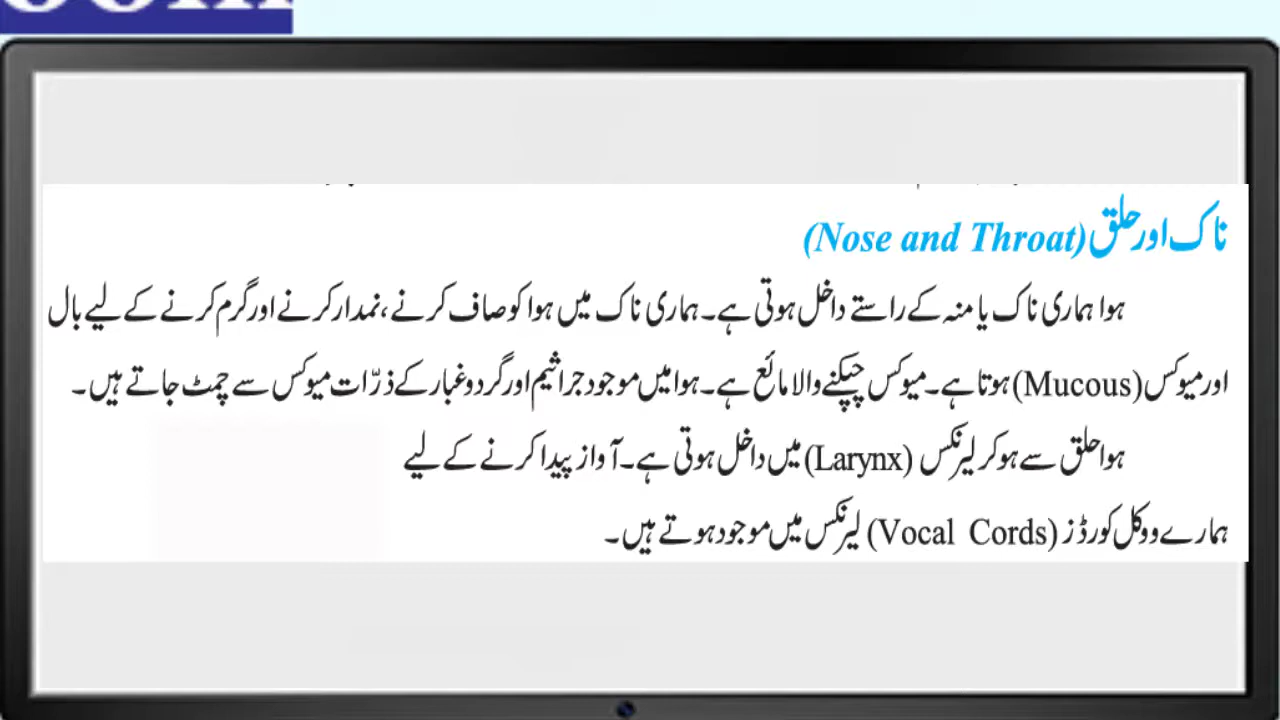 ناک اور حلق (Nose and Throat)
ہوا ہماری ناک یا منہ کے راستے داخل ہوتی ہے۔ ہماری ناک میں ہوا کو صاف کرنے، نمدار کرنے اور گرم کرنے کے لیے بال
اور میوکس (Mucous) ہوتا ہے۔ میوکس چپکنے والا مائع ہے۔ ہوا میں موجود جراثیم اور گرد و غبار کے ذرّات میوکس سے چمٹ جاتے ہیں۔
ہوا حلق سے ہو کر لیرنکس (Larynx) میں داخل ہوتی ہے۔ آواز پیدا کرنے کے لیے
ہمارے ووکل کورڈز (Vocal Cords) لیرنکس میں موجود ہوتے ہیں۔